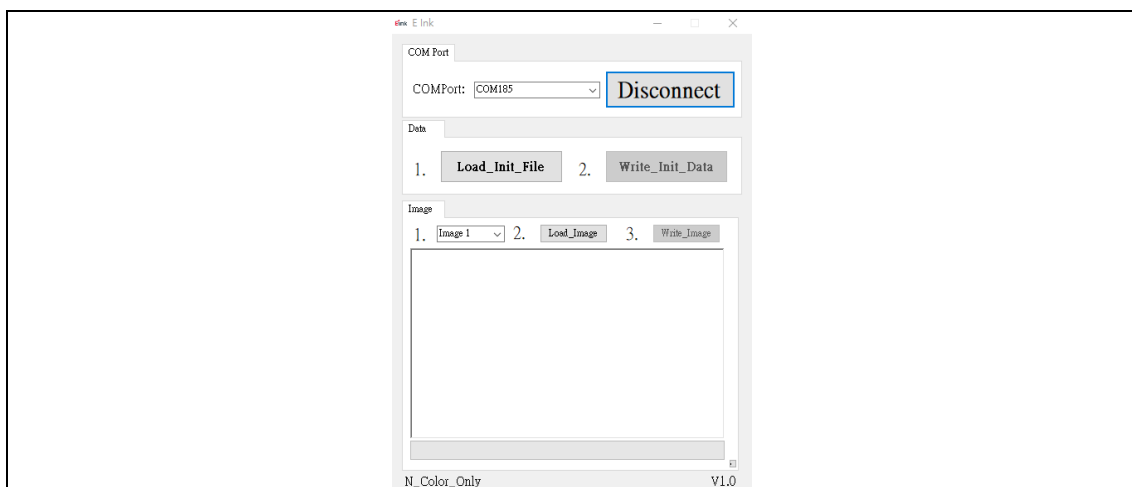 Eink E Ink
COM Port
COMPort: COM185 Disconnect
Data
1. Load_Init_File 2. Write_Init_Data
Image
1. Image 1 2. Load_Image 3. Write_Image
N_Color_Only V1.0